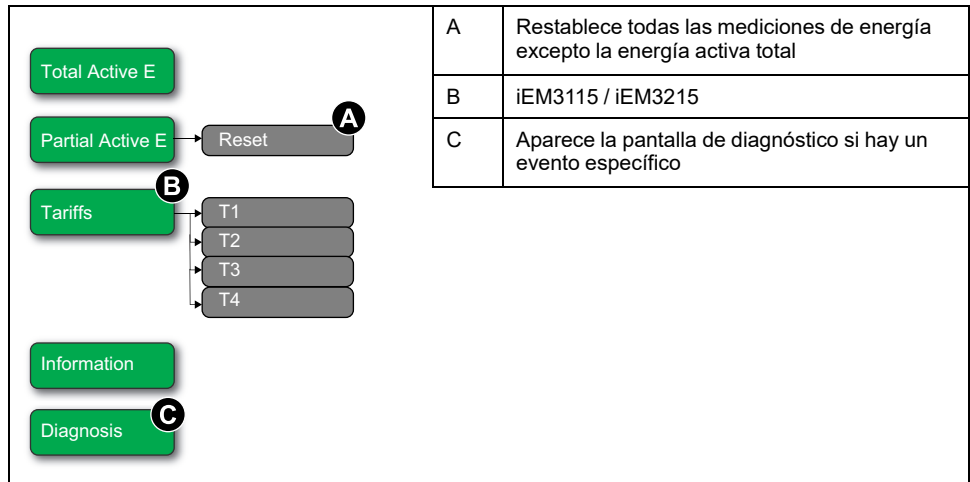 Total Active E
Partial Active E
Reset
A
B
Tariffs
T1
T2
T3
T4
Information
C
Diagnosis
A
Restablece todas las mediciones de energía
excepto la energía activa total
B
iEM3115 / iEM3215
C
Aparece la pantalla de diagnóstico si hay un
evento específico